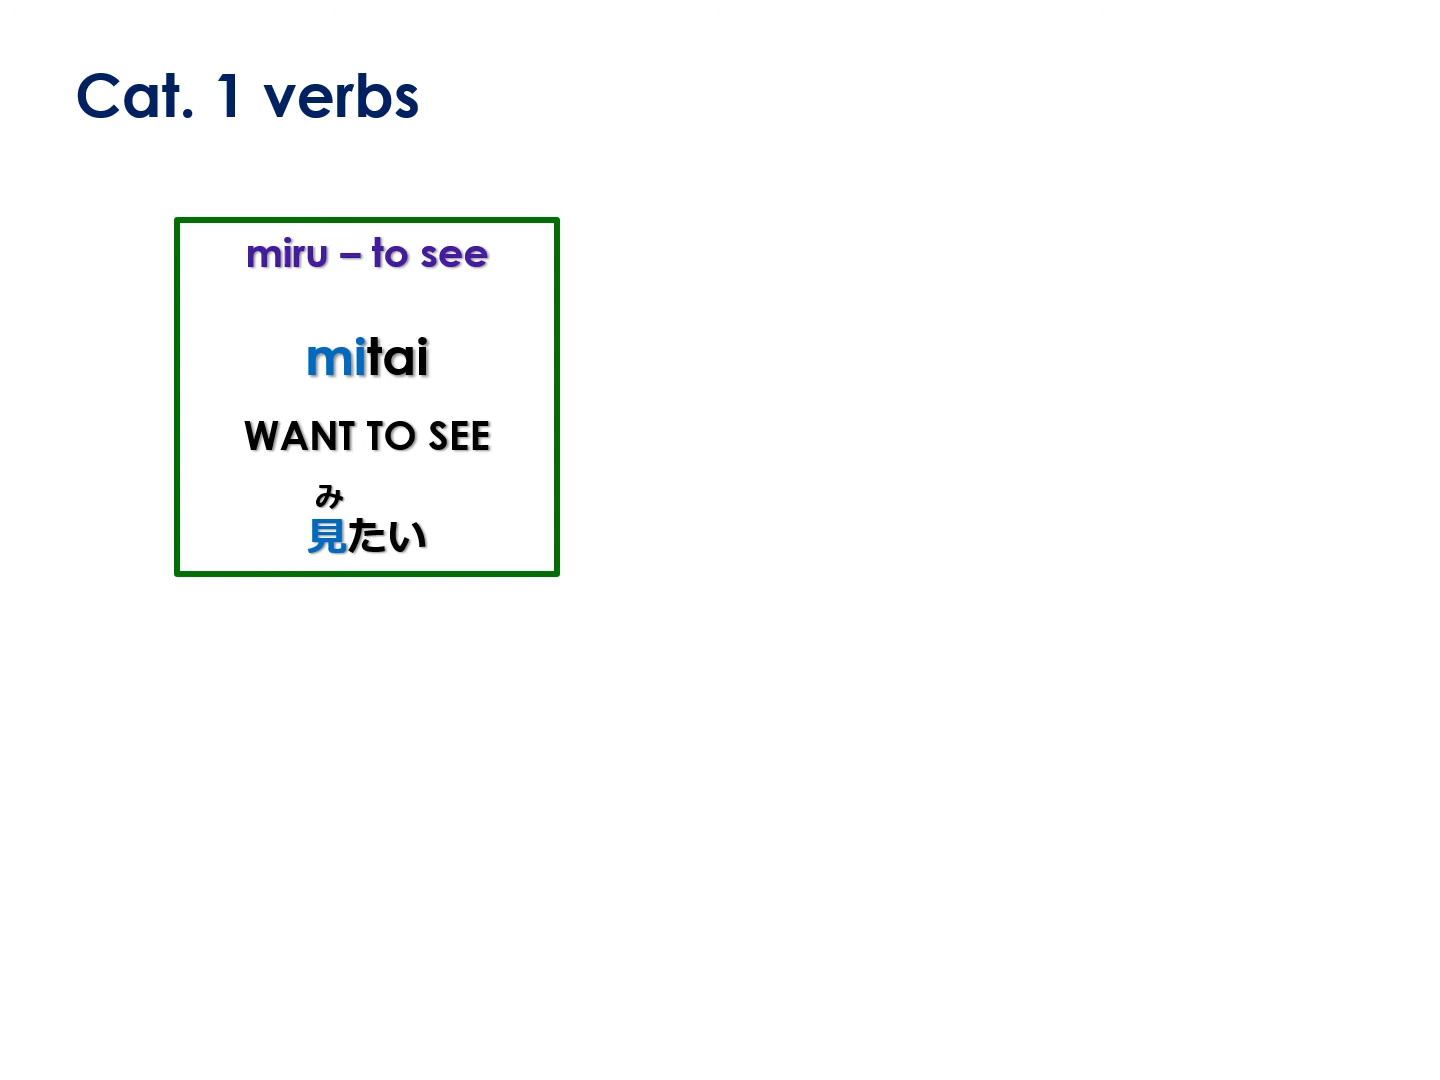 Cat. 1 verbs
miru – to see
mitai
WANT TO SEE
み
見たい